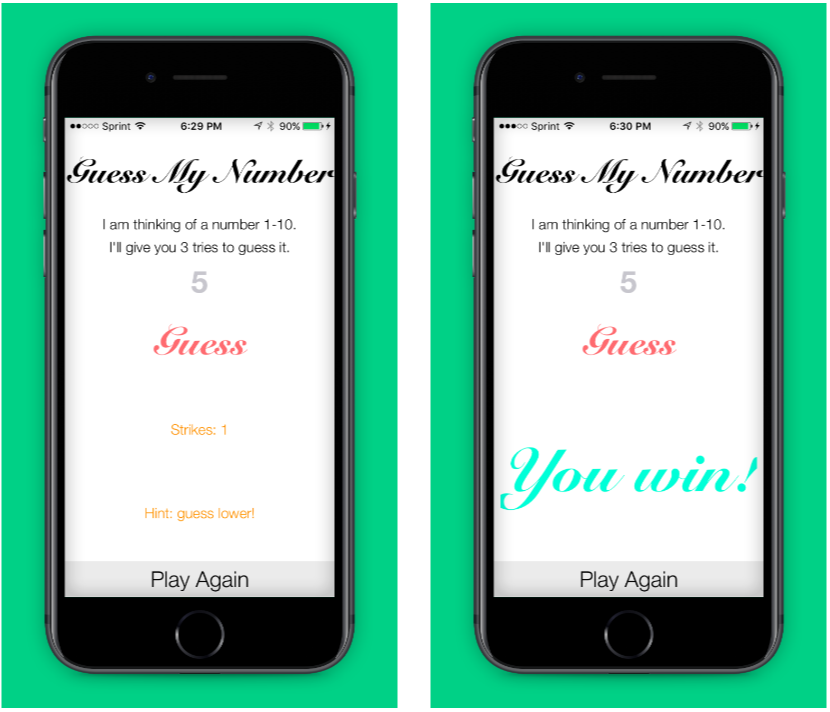 Sprint 6:29 PM 90%
Guess My Number
I am thinking of a number 1-10.
I'll give you 3 tries to guess it.
5
Guess
Strikes: 1
Hint: guess lower!
Play Again
Sprint 6:30 PM 90%
Guess My Number
I am thinking of a number 1-10.
I'll give you 3 tries to guess it.
5
Guess
You win!
Play Again